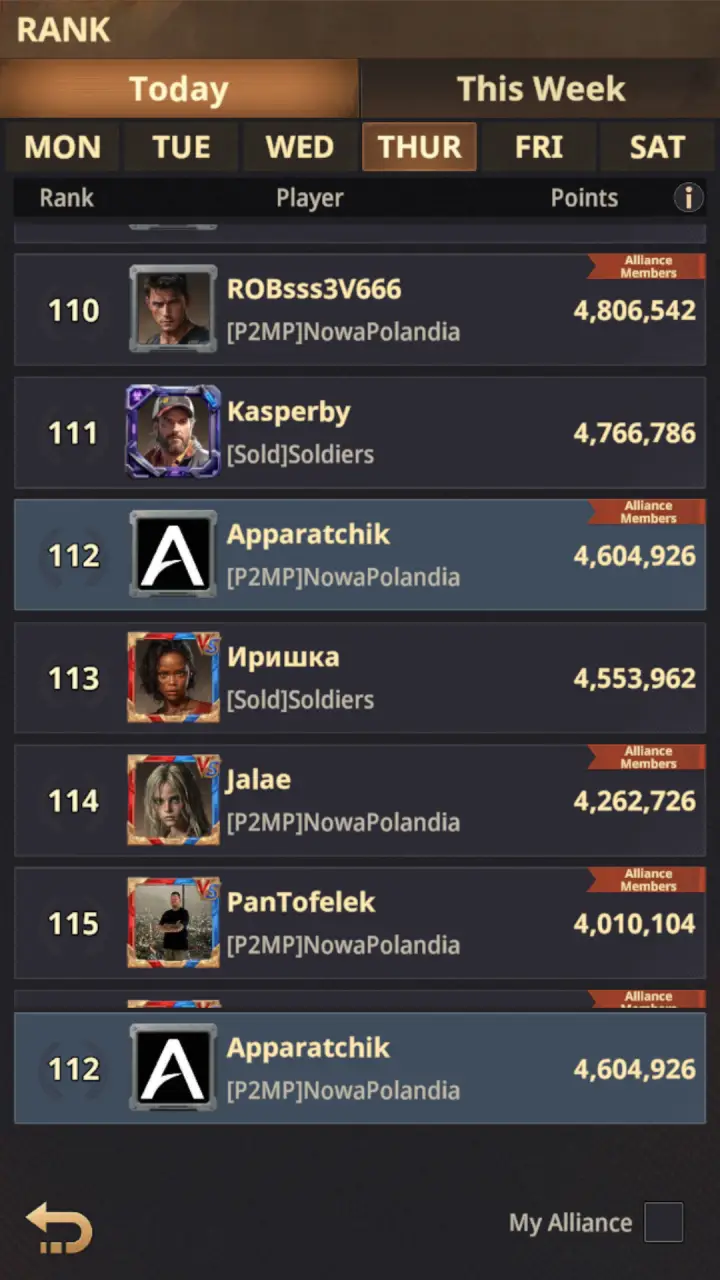 RANK
Today
This Week
MON TUE WED THUR FRI SAT
Rank Player Points i
Alliance
Members
110 ROBsss3V666 4,806,542
[P2MP]NowaPolandia
111 Kasperby 4,766,786
[Sold]Soldiers
Alliance
Members
112 Apparatchik 4,604,926
[P2MP]NowaPolandia
113 Иришка 4,553,962
[Sold]Soldiers
Alliance
Members
114 Jalae 4,262,726
[P2MP]NowaPolandia
Alliance
Members
115 PanTofelek 4,010,104
[P2MP]NowaPolandia
Alliance
112 Apparatchik 4,604,926
[P2MP]NowaPolandia
My Alliance